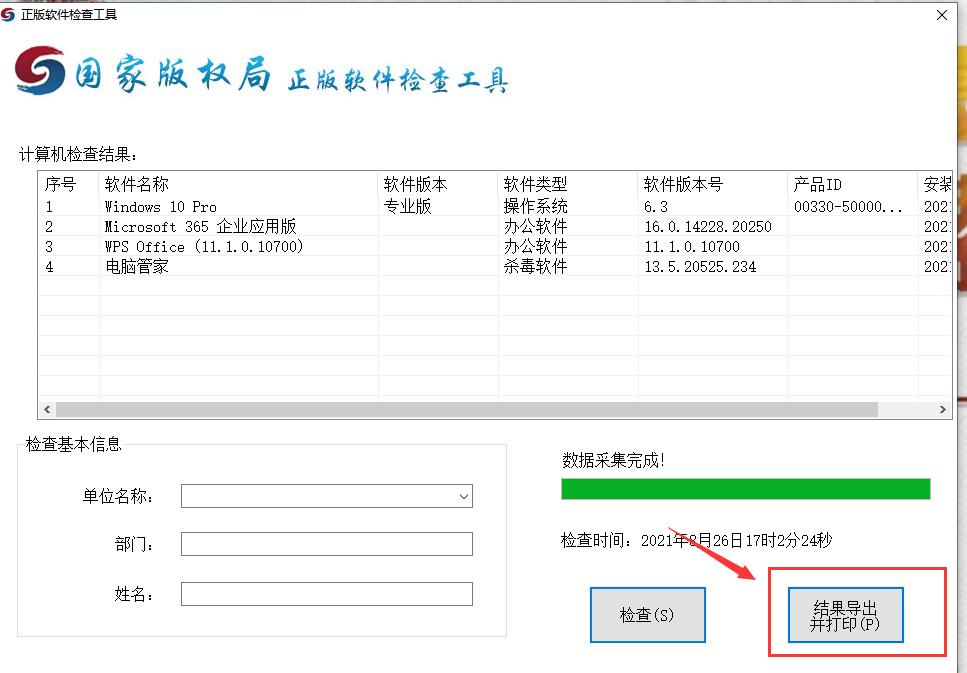 正版软件检查工具
国家版权局 正版软件检查工具
计算机检查结果:
序号 软件名称 软件版本 软件类型 软件版本号 产品ID 安装
1 Windows 10 Pro 专业版 操作系统 6.3 00330-50000... 2021
2 Microsoft 365 企业应用版 办公软件 16.0.14228.20250 2021
3 WPS Office (11.1.0.10700) 办公软件 11.1.0.10700 2021
4 电脑管家 杀毒软件 13.5.20525.234 2021
检查基本信息
单位名称:
部门:
姓名:
数据采集完成!
检查时间: 2021年8月26日17时2分24秒
检查(S)
结果导出
并打印(P)